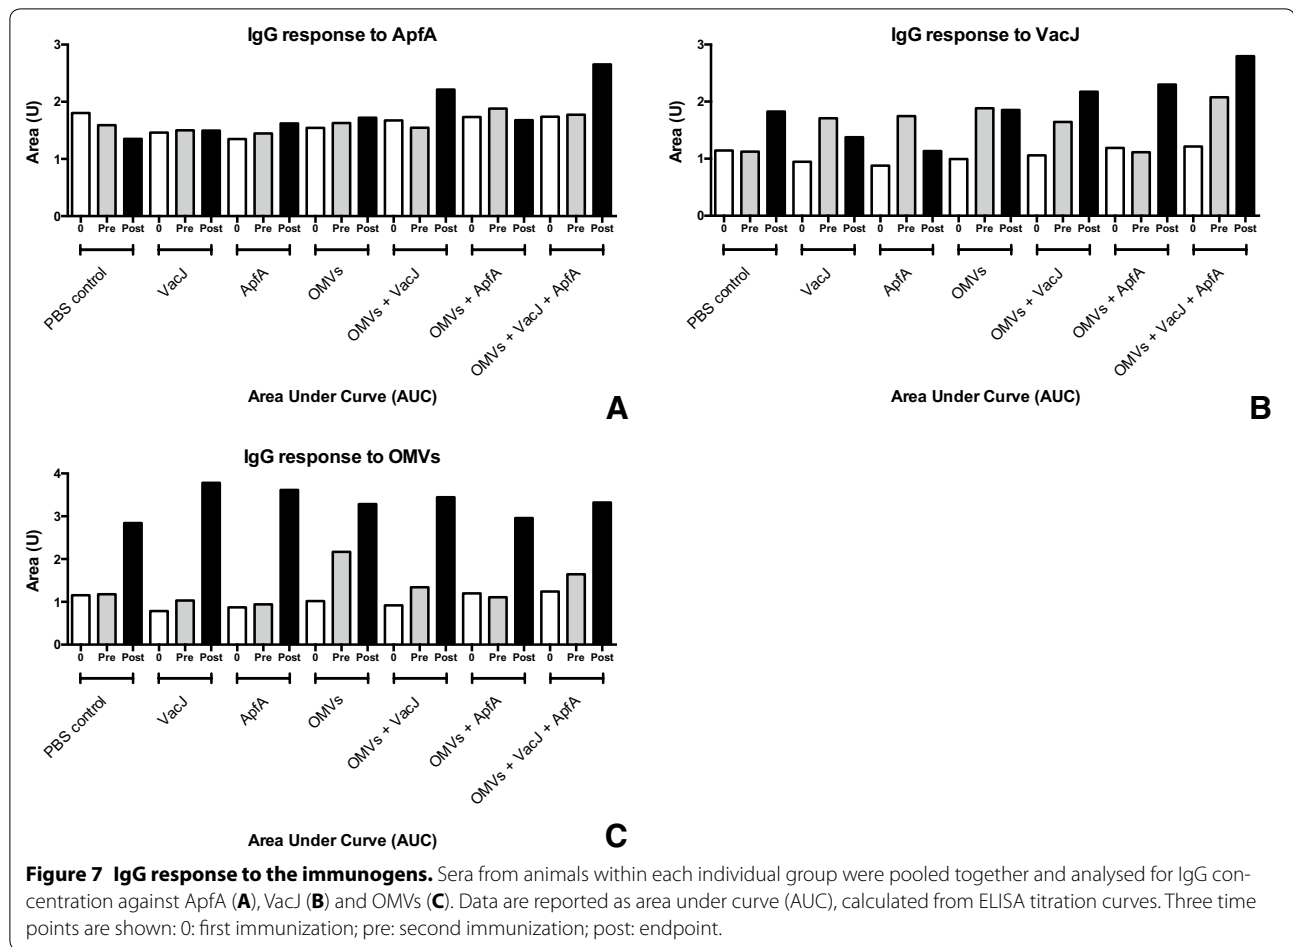 IgG response to ApfA
3
2
1
0
Area (U)
0 Pre Post 0 Pre Post 0 Pre Post 0 Pre Post 0 Pre Post 0 Pre Post 0 Pre Post
PBS control
VacJ
ApfA
OMVs
OMVs + VacJ
OMVs + ApfA
OMVs + VacJ + ApfA
Area Under Curve (AUC)
A
IgG response to VacJ
3
2
1
0
Area (U)
0 Pre Post 0 Pre Post 0 Pre Post 0 Pre Post 0 Pre Post 0 Pre Post 0 Pre Post
PBS control
VacJ
ApfA
OMVs
OMVs + VacJ
OMVs + ApfA
OMVs + VacJ + ApfA
Area Under Curve (AUC)
B
IgG response to OMVs
4
3
2
1
0
Area (U)
0 Pre Post 0 Pre Post 0 Pre Post 0 Pre Post 0 Pre Post 0 Pre Post 0 Pre Post
PBS control
VacJ
ApfA
OMVs
OMVs + VacJ
OMVs + ApfA
OMVs + VacJ + ApfA
Area Under Curve (AUC)
C
Figure 7 IgG response to the immunogens. Sera from animals within each individual group were pooled together and analysed for IgG con-
centration against ApfA (A), VacJ (B) and OMVs (C). Data are reported as area under curve (AUC), calculated from ELISA titration curves. Three time
points are shown: 0: first immunization; pre: second immunization; post: endpoint.